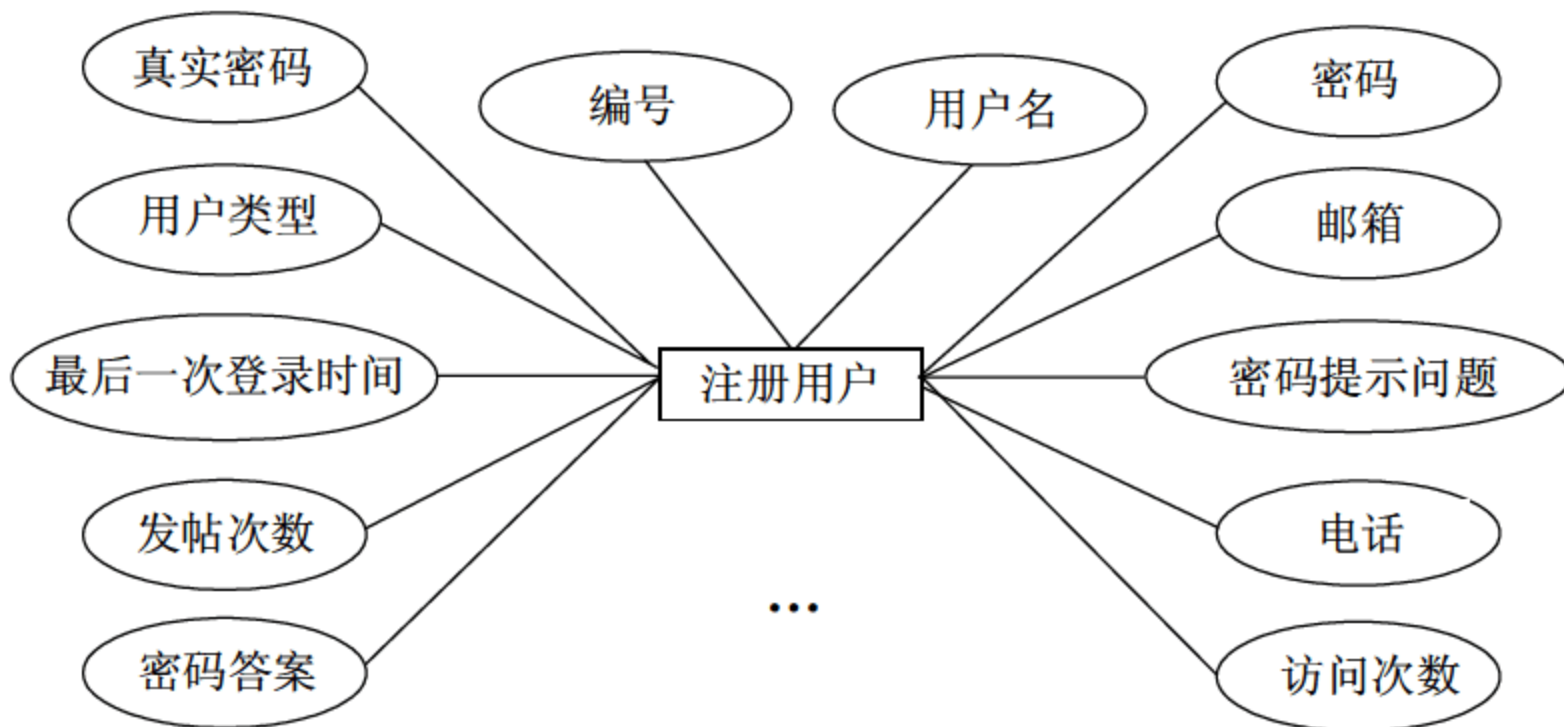 真实密码
编号
用户名
密码
用户类型
邮箱
最后一次登录时间
注册用户
密码提示问题
发帖次数
电话
...
密码答案
访问次数